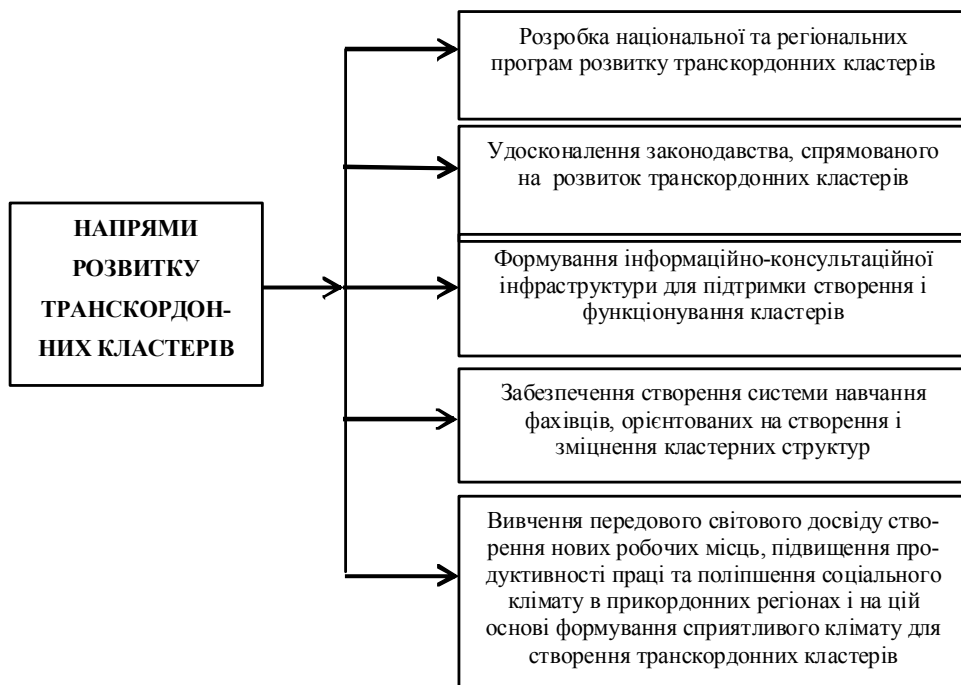 НАПРЯМИ
РОЗВИТКУ
ТРАНСКОРДОН-
НИХ КЛАСТЕРІВ
Розробка національної та регіональних
програм розвитку транскордонних кластерів
Удосконалення законодавства, спрямованого
на розвиток транскордонних кластерів
Формування інформаційно-консультаційної
інфраструктури для підтримки створення і
функціонування кластерів
Забезпечення створення системи навчання
фахівців, орієнтованих на створення і
зміцнення кластерних структур
Вивчення передового світового досвіду ство-
рення нових робочих місць, підвищення про-
дуктивності праці та поліпшення соціального
клімату в прикордонних регіонах і на цій
основі формування сприятливого клімату для
створення транскордонних кластерів